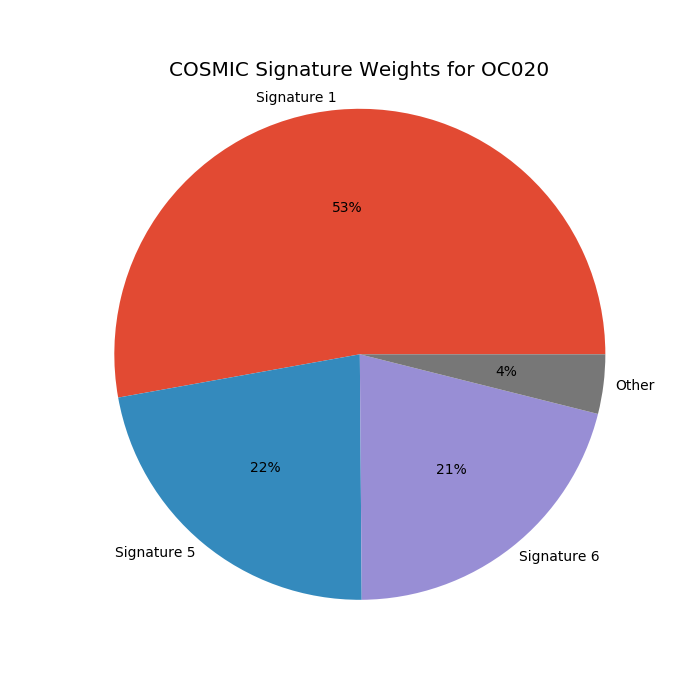 COSMIC Signature Weights for OC020
Signature 1
53%
4%
Other
22%
21%
Signature 5
Signature 6